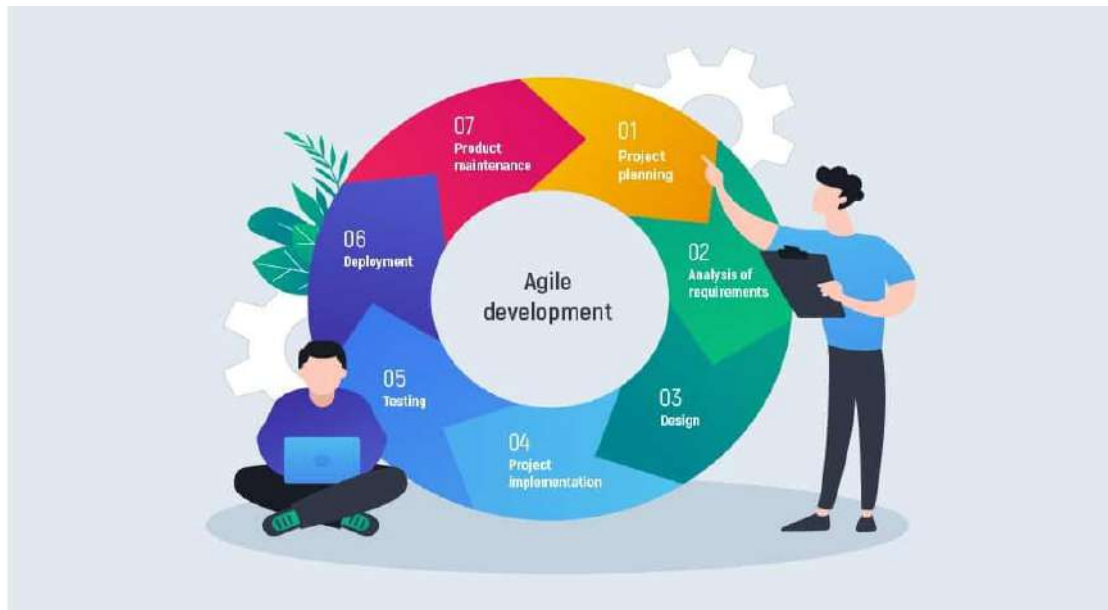 Agile
development
01
Project
planning
02
Analysis of
requirements
03
Design
04
Project
implementation
05
Testing
06
Deployment
07
Product
maintenance